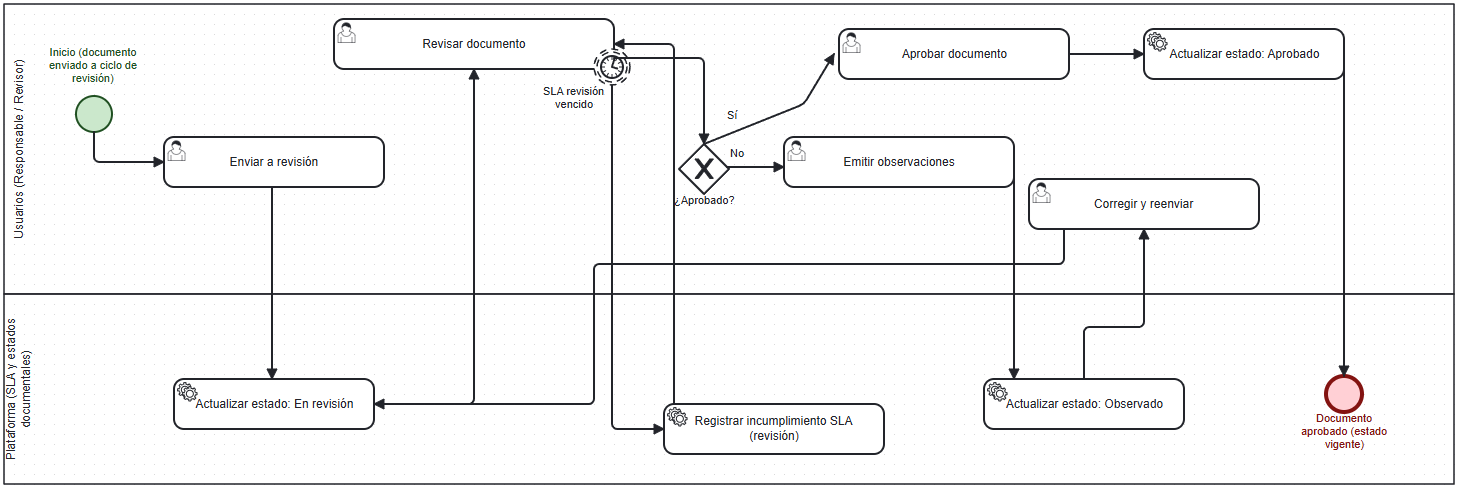 Usuarios (Responsable / Revisor)
Inicio (documento
enviado a ciclo de
revisión)
Enviar a revisión
Revisar documento
SLA revisión
vencido
¿Aprobado?
Sí
No
Aprobar documento
Actualizar estado: Aprobado
Emitir observaciones
Corregir y reenviar
Plataforma (SLA y estados
documentales)
Actualizar estado: En revisión
Registrar incumplimiento SLA
(revisión)
Actualizar estado: Observado
Documento
aprobado (estado
vigente)